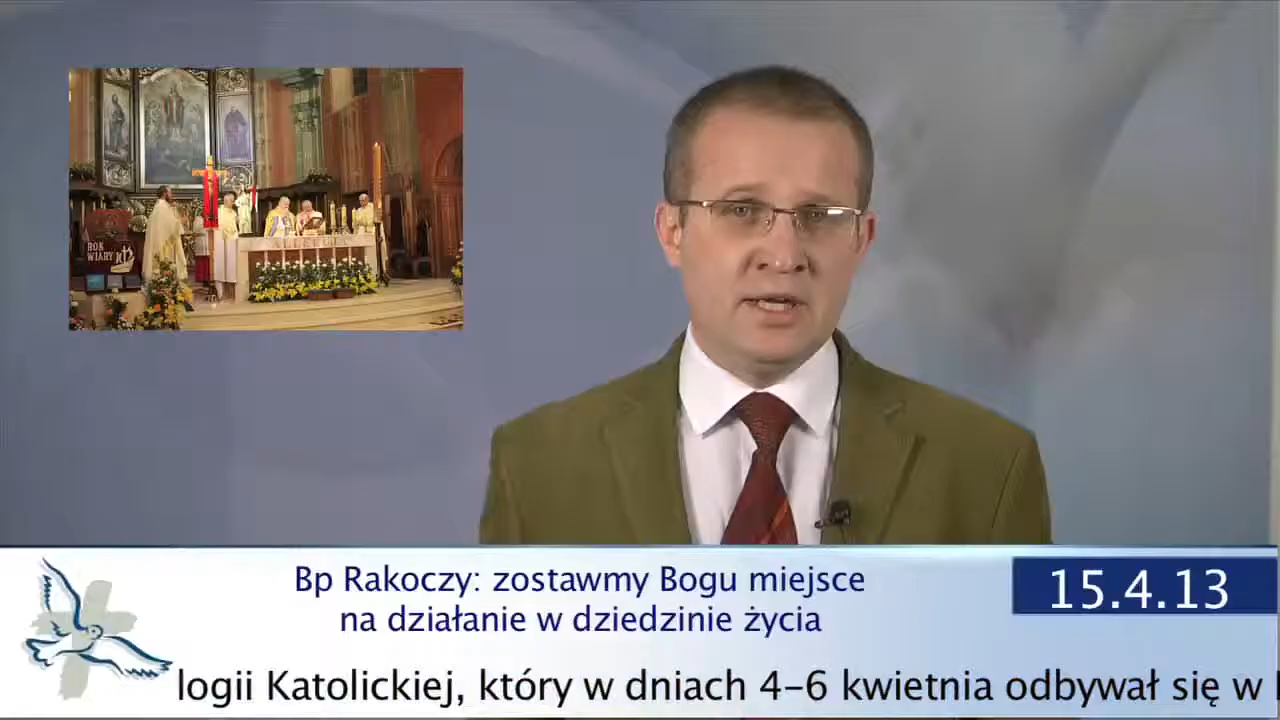 ROK
WIARY
ALLELUJA
Bp Rakoczy: zostawmy Bogu miejsce
na działanie w dziedzinie życia
15.4.13
logii Katolickiej, który w dniach 4-6 kwietnia odbywał się w